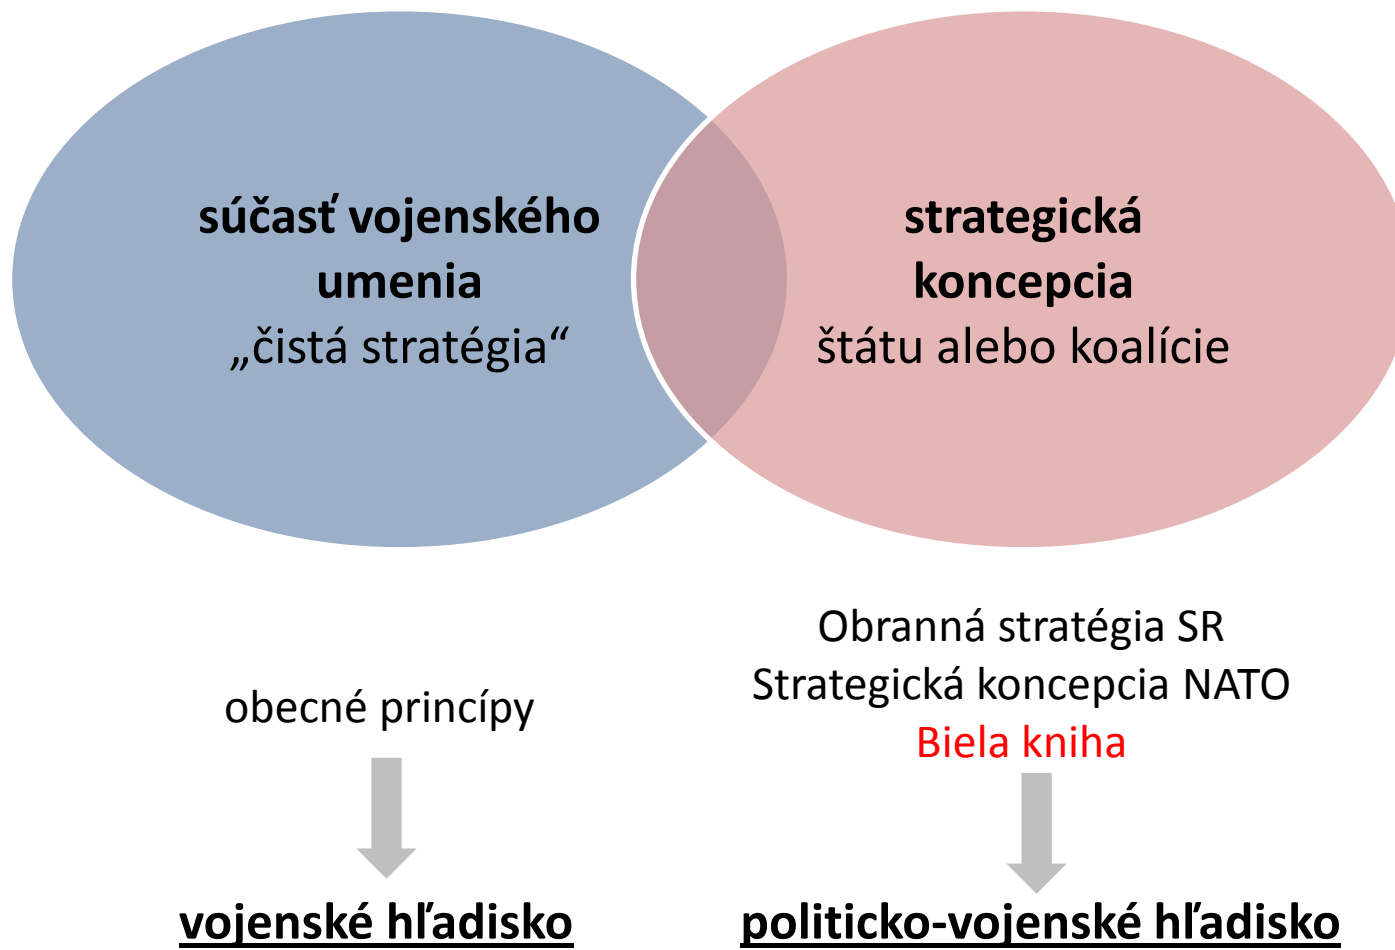 súčasť vojenského
umenia
„čistá stratégia“
strategická
koncepcia
štátu alebo koalície
obecné princípy
vojenské hľadisko
Obranná stratégia SR
Strategická koncepcia NATO
Biela kniha
politicko-vojenské hľadisko